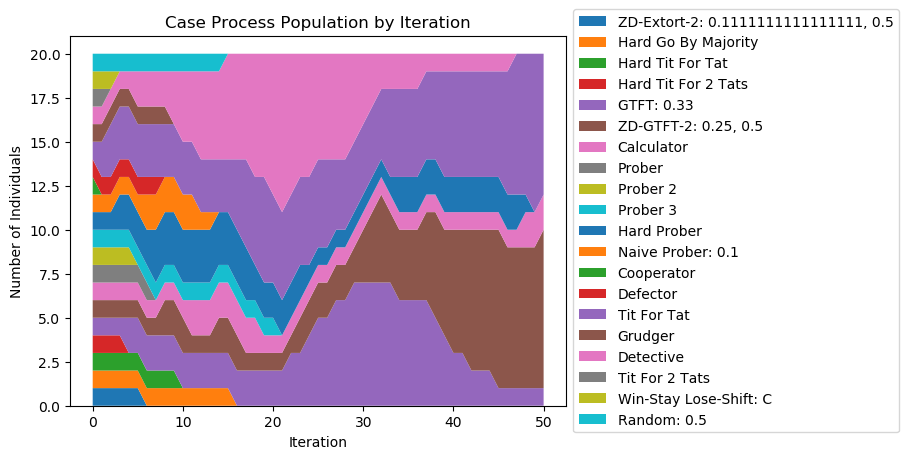 Case Process Population by Iteration
Number of Individuals
20.0
17.5
15.0
12.5
10.0
7.5
5.0
2.5
0.0
0 10 20 30 40 50
Iteration
ZD-Extort-2: 0.1111111111111111, 0.5
Hard Go By Majority
Hard Tit For Tat
Hard Tit For 2 Tats
GTFT: 0.33
ZD-GTFT-2: 0.25, 0.5
Calculator
Prober
Prober 2
Prober 3
Hard Prober
Naive Prober: 0.1
Cooperator
Defector
Tit For Tat
Grudger
Detective
Tit For 2 Tats
Win-Stay Lose-Shift: C
Random: 0.5